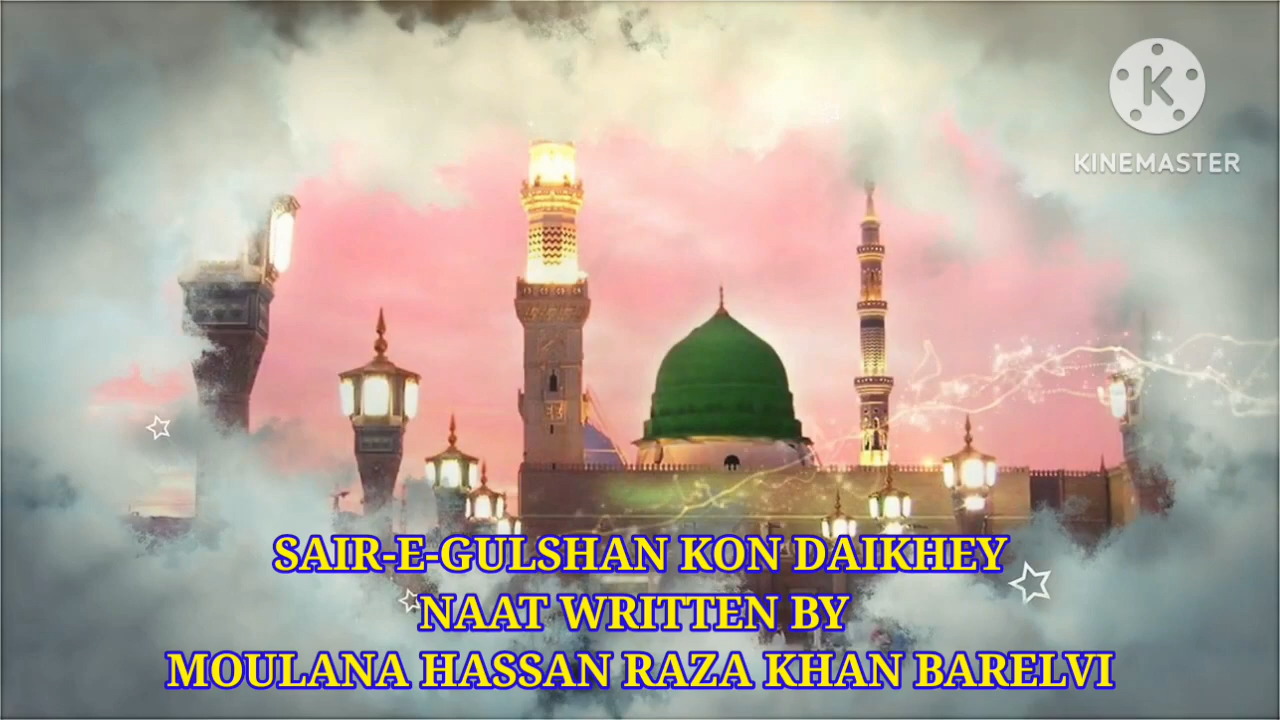 KINEMASTER
SAIR-E-GULSHAN KON DAIKHEY
NAAT WRITTEN BY
MOULANA HASSAN RAZA KHAN BARELVI